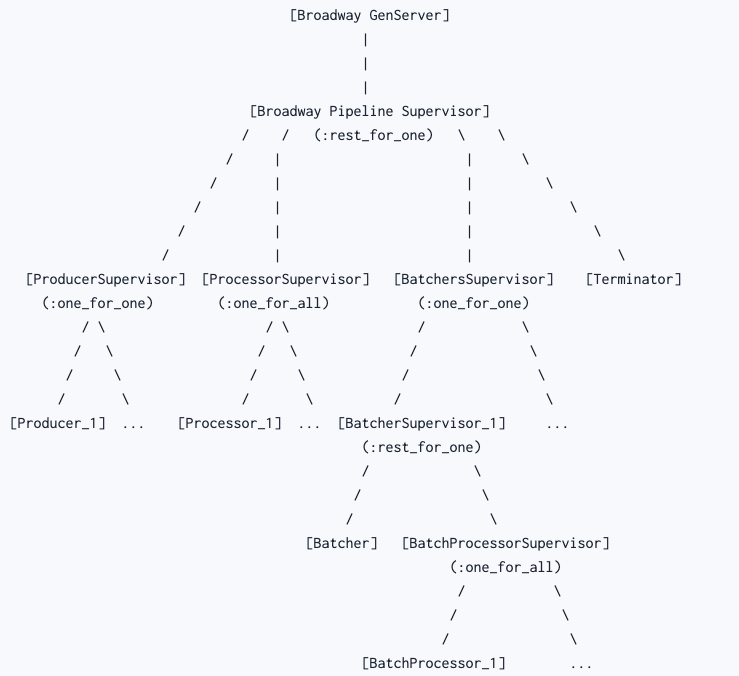 [Broadway GenServer]
|
|
|
[Broadway Pipeline Supervisor]
/ / (:rest_for_one) \ \
/ | | \
/ | | \
/ | | \
/ | | \
/ | | \
[ProducerSupervisor] [ProcessorSupervisor] [BatchersSupervisor] [Terminator]
(:one_for_one) (:one_for_all) (:one_for_one)
/ \ / \ / \
/ \ / \ / \
/ \ / \ / \
/ \ / \ / \
[Producer_1] ... [Processor_1] ... [BatcherSupervisor_1] ...
(:rest_for_one)
/ \
/ \
/ \
[Batcher] [BatchProcessorSupervisor]
(:one_for_all)
/ \
/ \
/ \
[BatchProcessor_1] ...